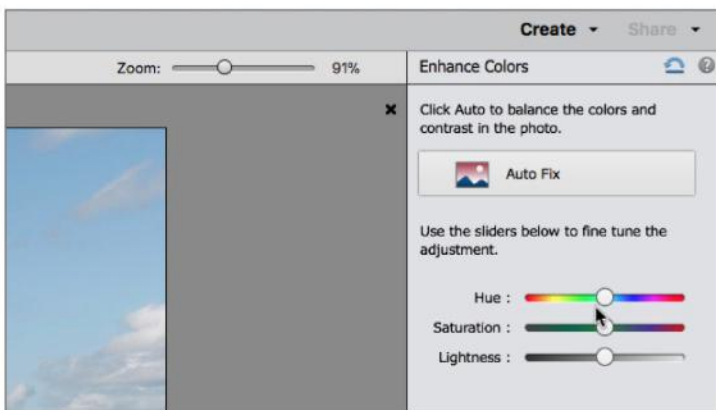 Create Share
Zoom: 91% Enhance Colors
Click Auto to balance the colors and
contrast in the photo.
Auto Fix
Use the sliders below to fine tune the
adjustment.
Hue :
Saturation :
Lightness :